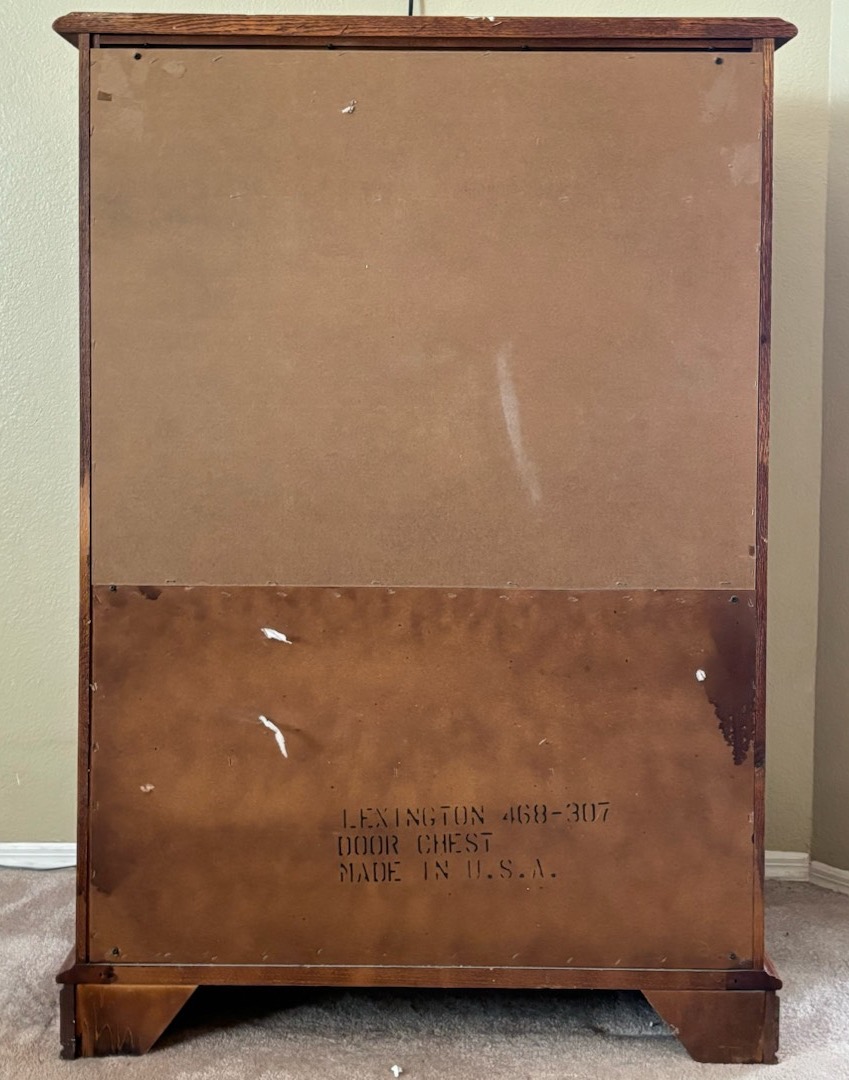 LEXINGTON 468-307
DOOR CHEST
MADE IN U.S.A.